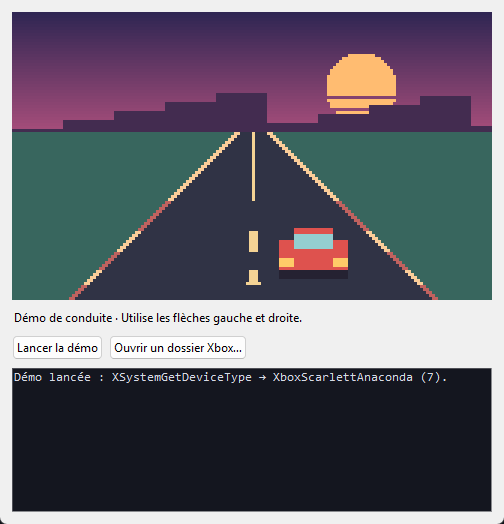 Démo de conduite · Utilise les flèches gauche et droite.
Lancer la démo
Ouvrir un dossier Xbox...
Démo lancée : XSystemGetDeviceType → XboxScarlettAnaconda (7).